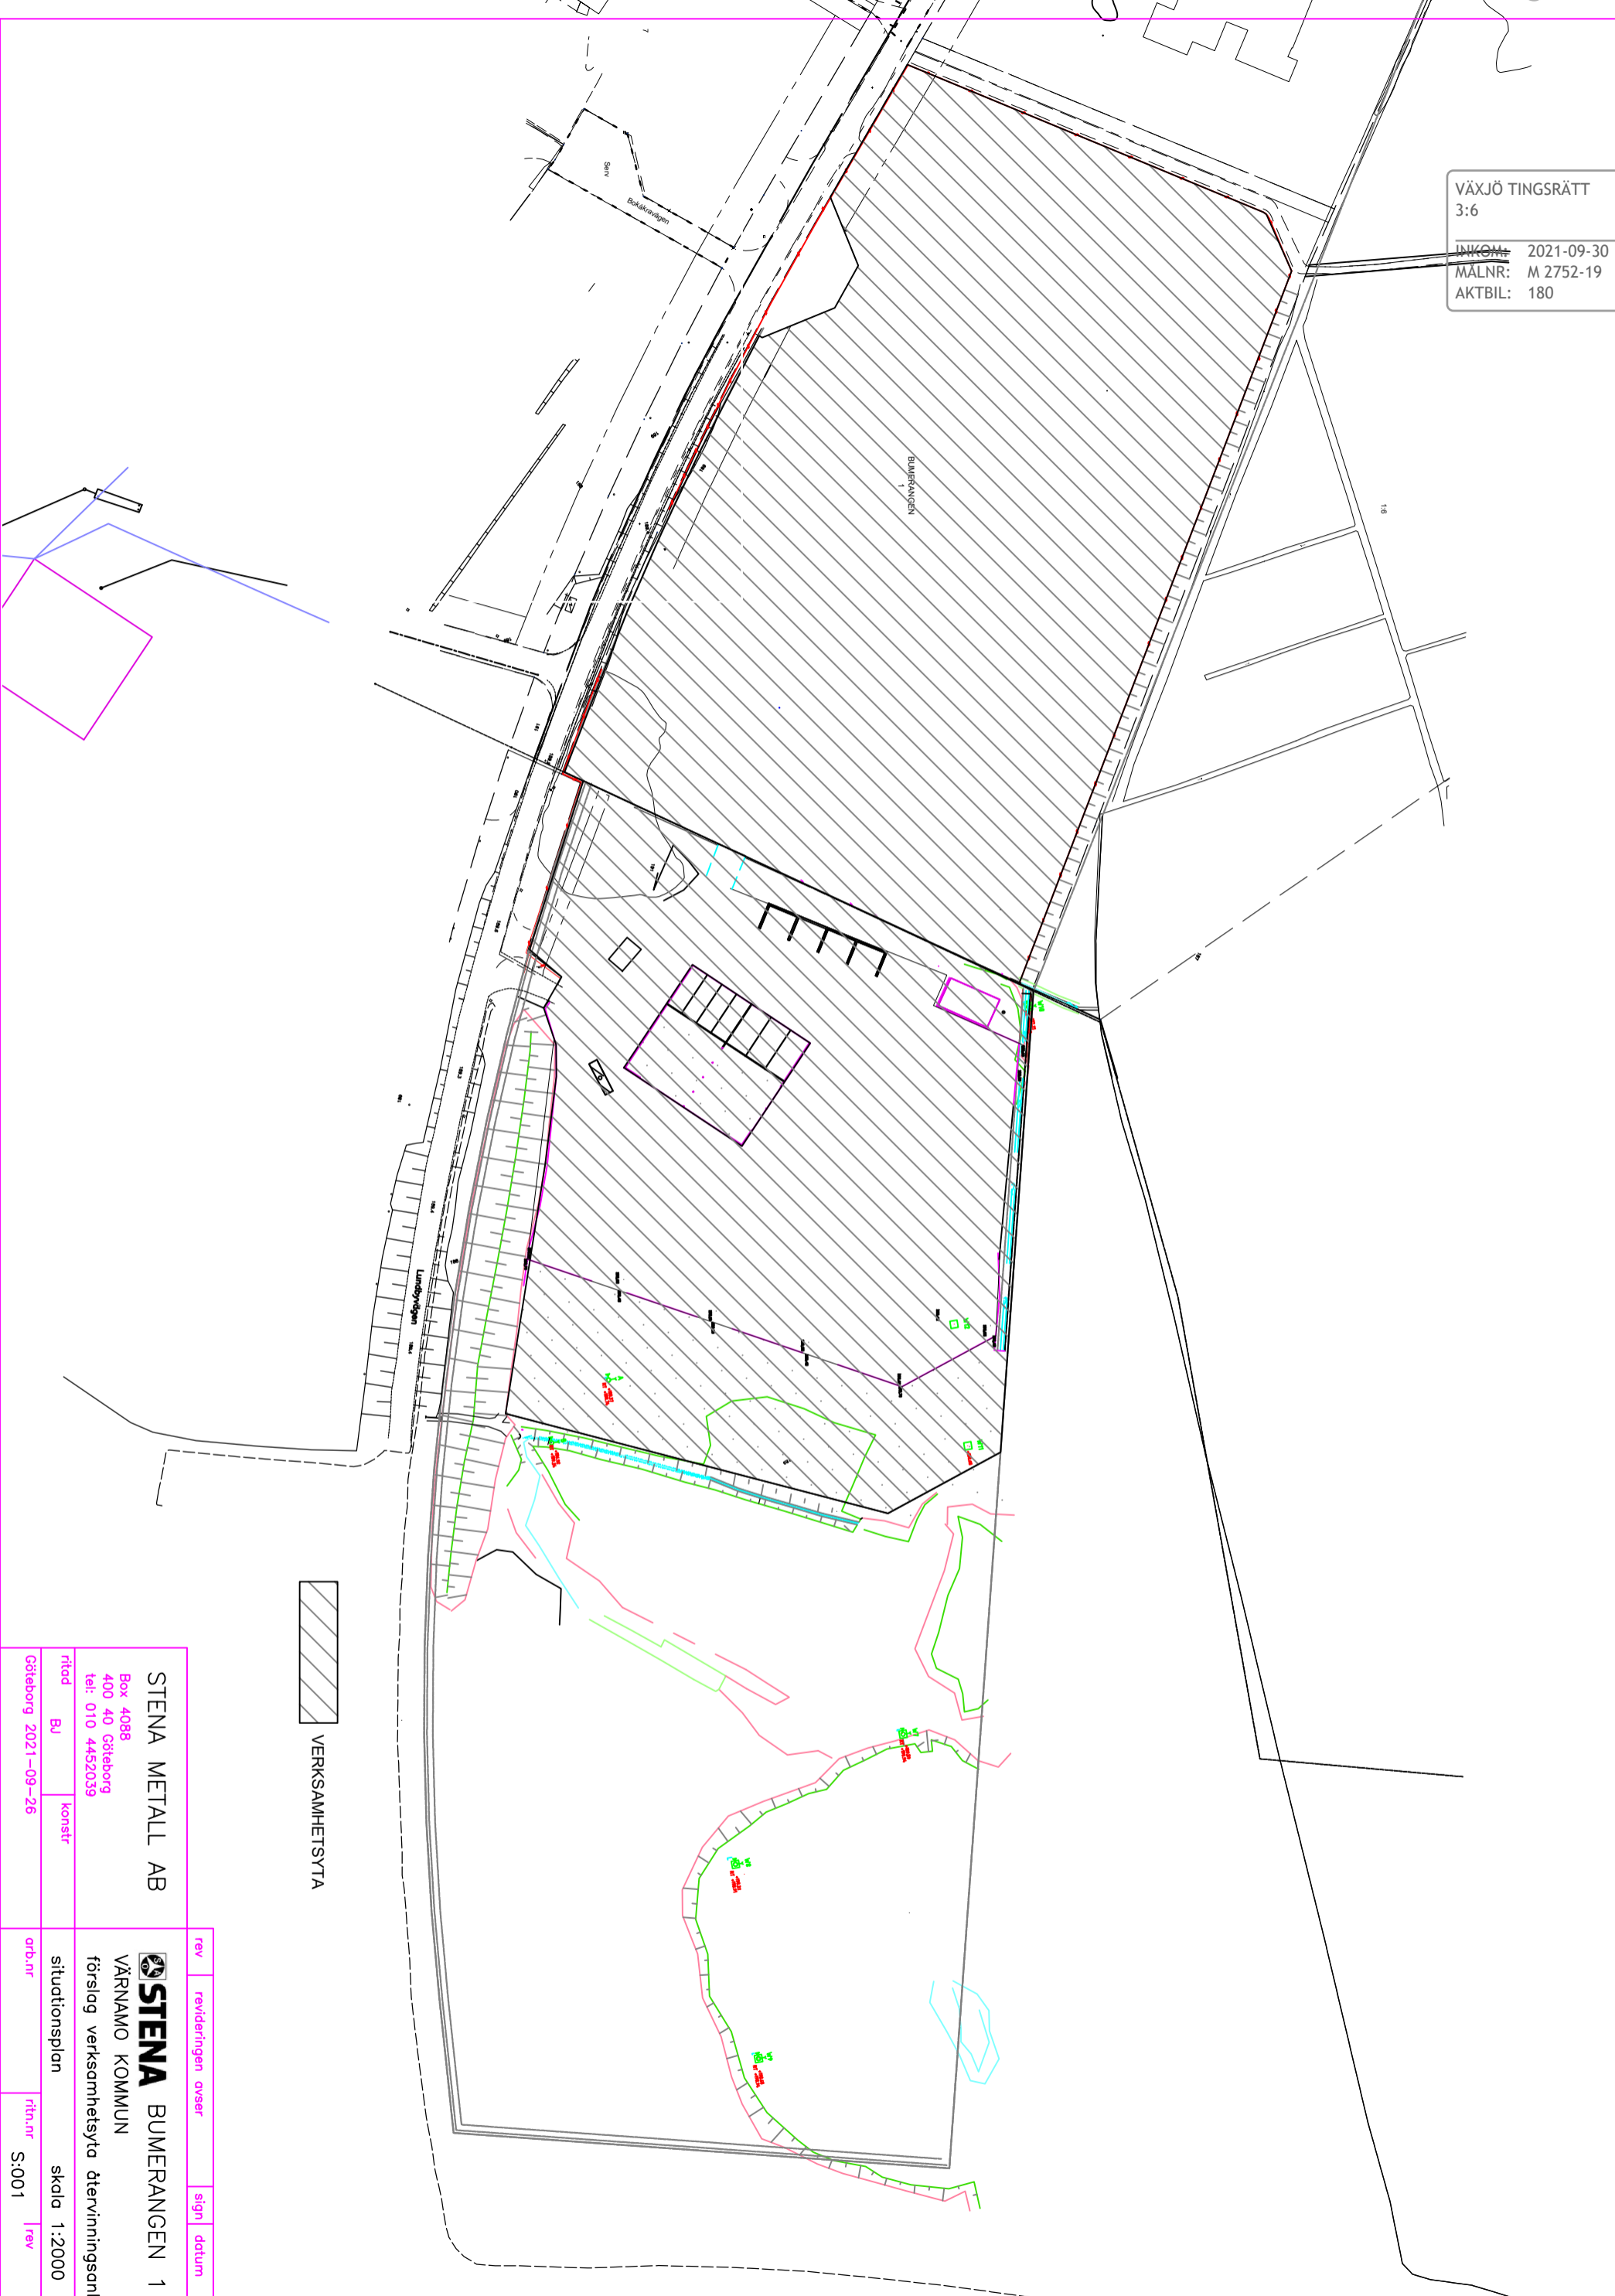 VÄXJÖ TINGSRÄTT
3:6
INKOM: 2021-09-30
MÅLNR: M 2752-19
AKTBIL: 180
Serv
Bokåkravägen
BUMERANGEN
1
1:6
Lundbyvägen
VERKSAMHETSYTA
STENA METALL AB
Box 4088
400 40 Göteborg
tel: 010 4452039
ritad BJ
konstr
Göteborg 2021-09-26
rev
revideringen avser
sign
datum
STENA BUMERANGEN 1
VÄRNAMO KOMMUN
förslag verksamhetsyta återvinningsanl
situationsplan
skala 1:2000
arb.nr
ritn.nr
S:001
rev